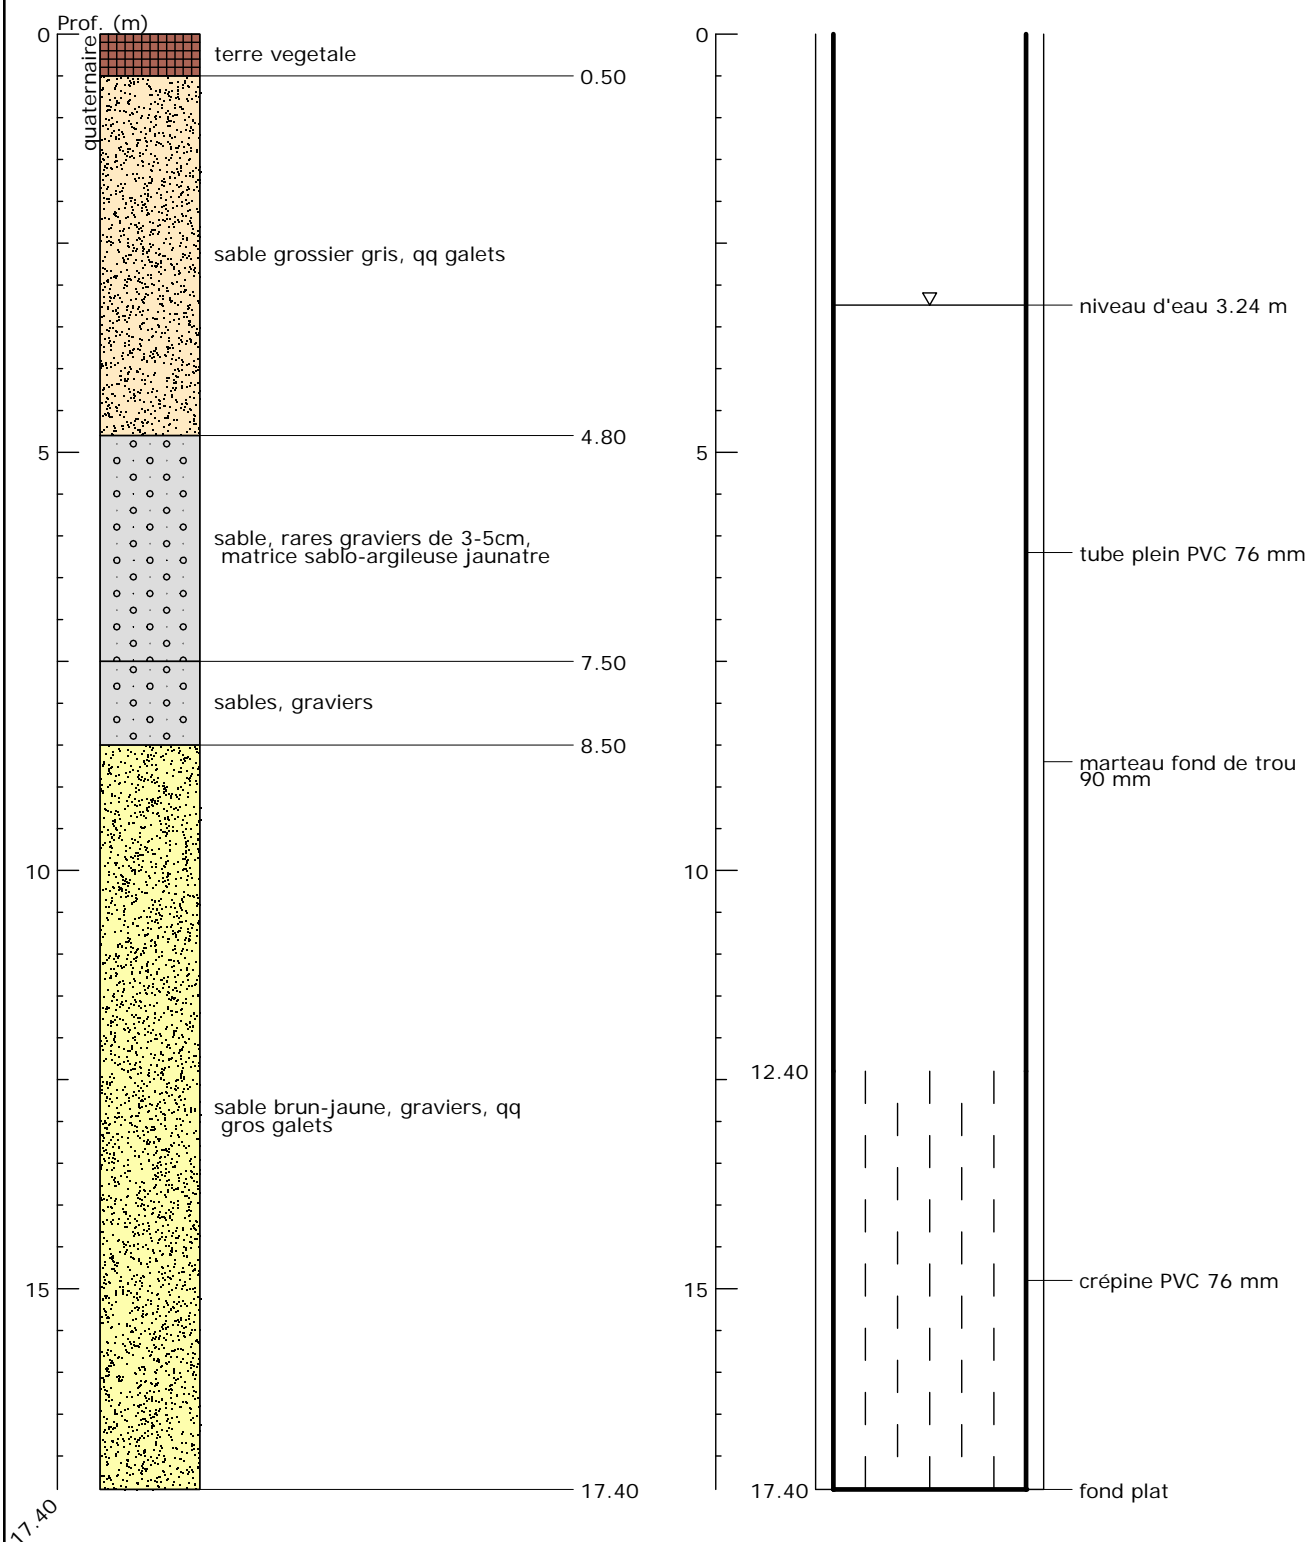 Prof. (m)
0
quaternaire
terre vegetale
0.50
sable grossier gris, qq galets
4.80
5
sable, rares graviers de 3-5cm,
matrice sablo-argileuse jaunatre
7.50
sables, graviers
8.50
10
sable brun-jaune, graviers, qq
gros galets
15
17.40
17.40
0
niveau d'eau 3.24 m
5
tube plein PVC 76 mm
marteau fond de trou
90 mm
10
12.40
15
crépine PVC 76 mm
17.40
fond plat